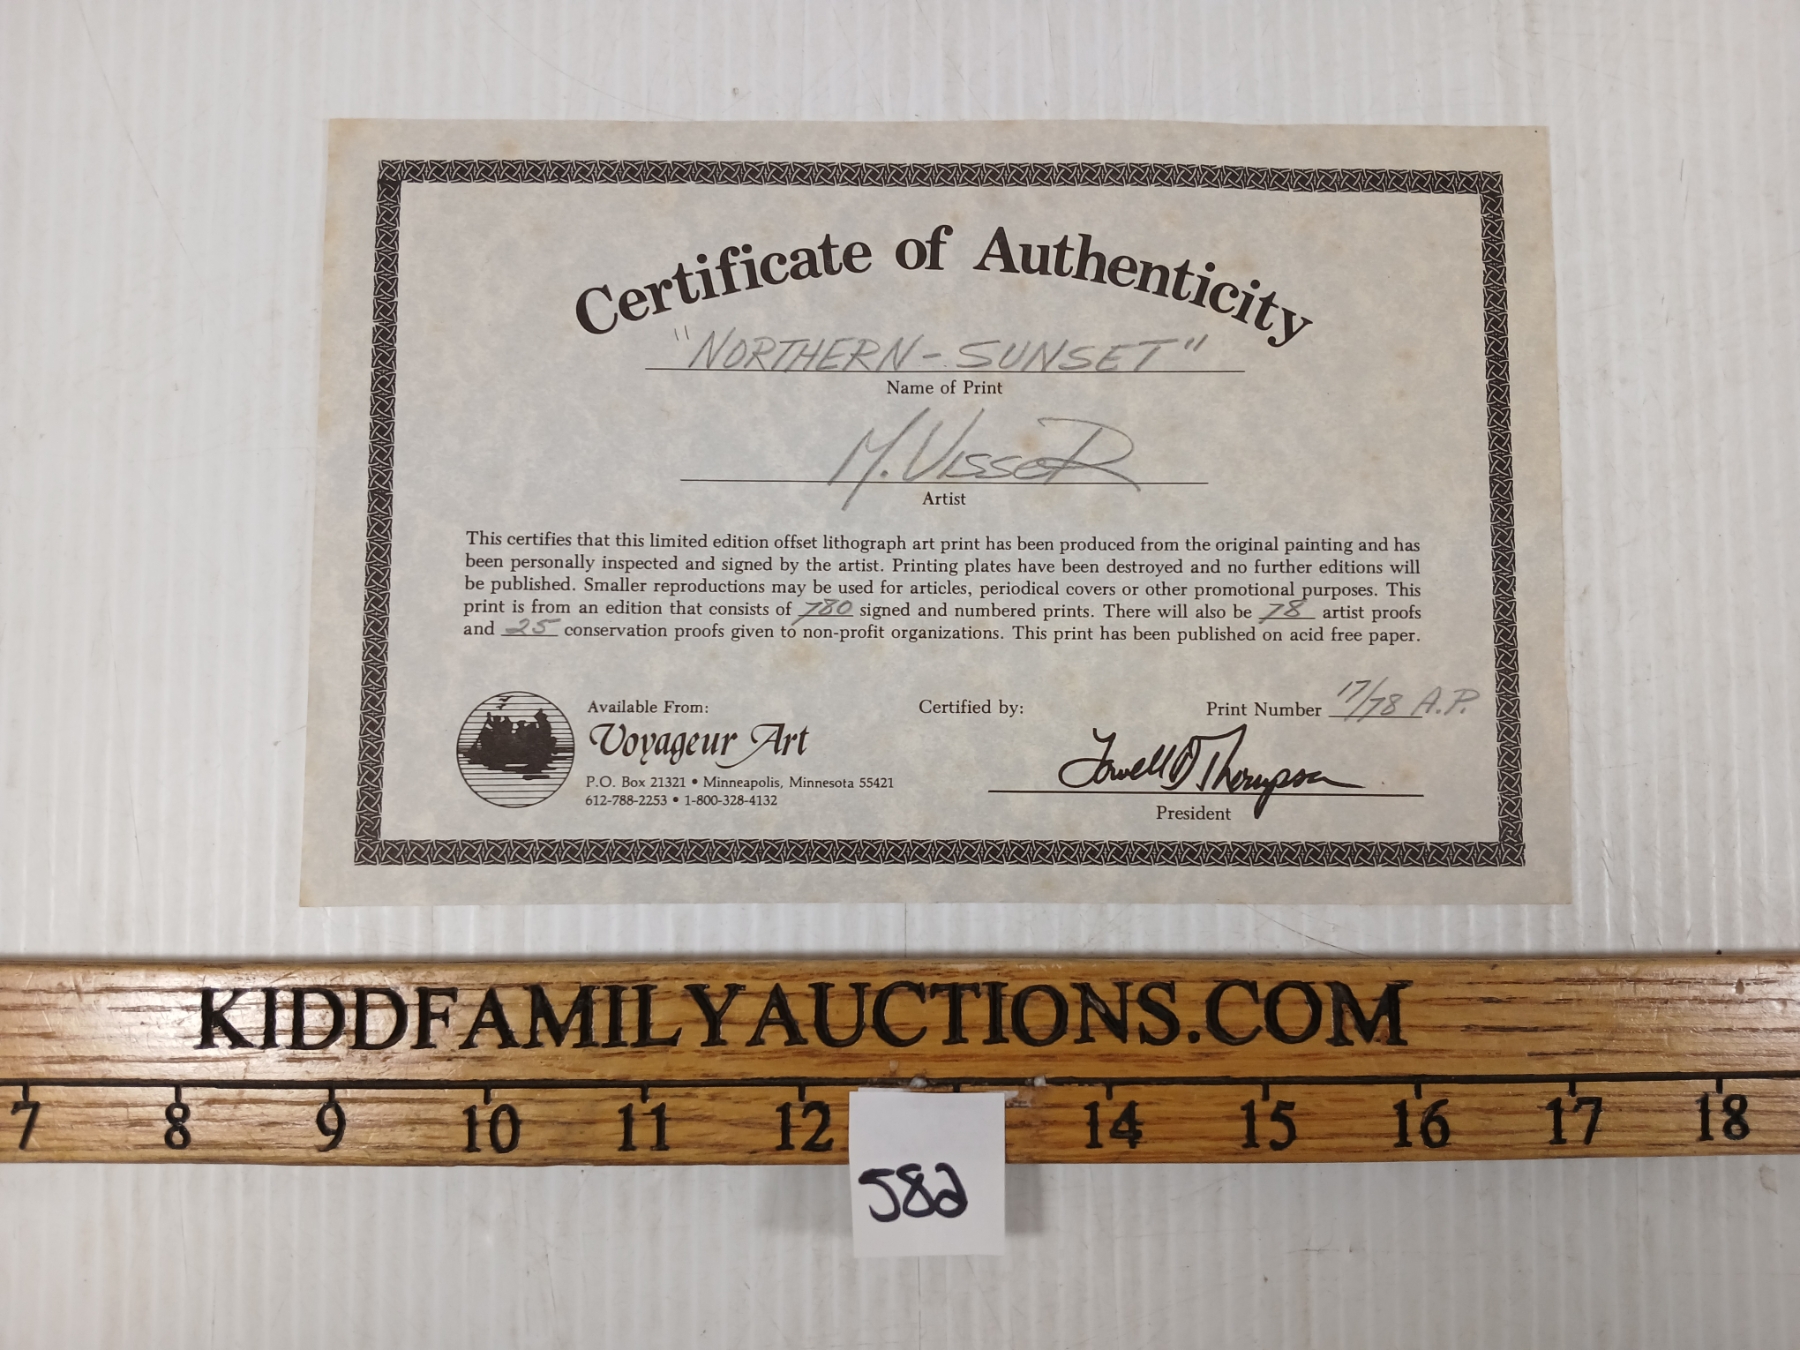 Certificate of Authenticity
"NORTHERN-SUNSET"
Name of Print
M. Visser
Artist
This certifies that this limited edition offset lithograph art print has been produced from the original painting and has
been personally inspected and signed by the artist. Printing plates have been destroyed and no further editions will
be published. Smaller reproductions may be used for articles, periodical covers or other promotional purposes. This
print is from an edition that consists of 780 signed and numbered prints. There will also be 78 artist proofs
and 25 conservation proofs given to non-profit organizations. This print has been published on acid free paper.
Available From:
Voyageur Art
P.O. Box 21321 • Minneapolis, Minnesota 55421
612-788-2253 • 1-800-328-4132
Certified by:
Print Number 17/78 A.P.
Lowell D Thompson
President
KIDDFAMILYAUCTIONS.COM
7 8 9 10 11 12 14 15 16 17 18
582